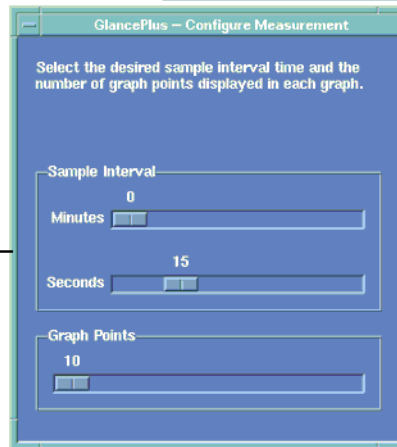 GlancePlus – Configure Measurement
Select the desired sample interval time and the
number of graph points displayed in each graph.
Sample Interval
0
Minutes
15
Seconds
Graph Points
10